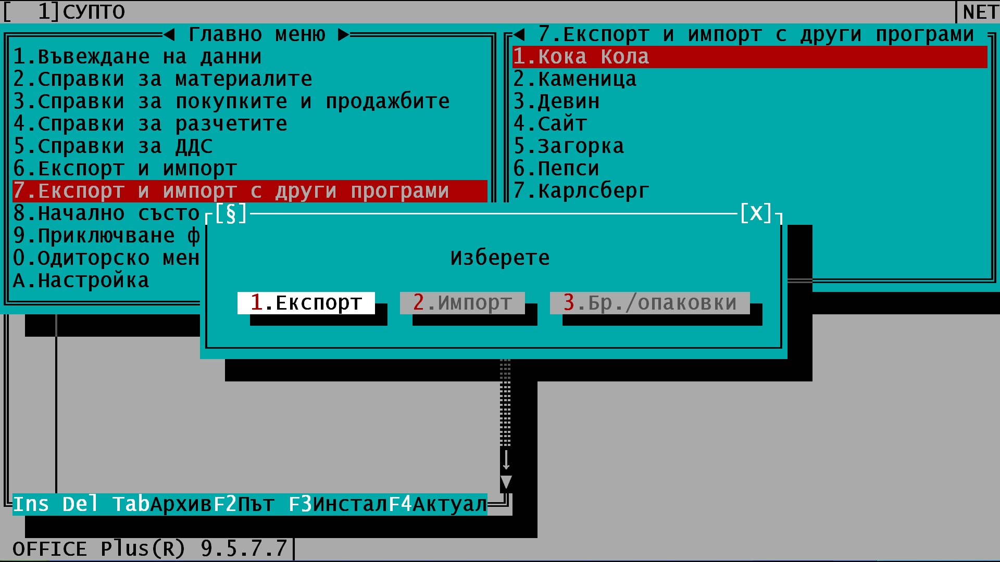 [ 1]СУПТО
NET
Главно меню
1.Въвеждане на данни
2.Справки за материалите
3.Справки за покупките и продажбите
4.Справки за разчетите
5.Справки за ДДС
6.Експорт и импорт
7.Експорт и импорт с други програми
8.Начално състо
9.Приключване ф
0.Одиторско мен
А.Настройка
7.Експорт и импорт с други програми
1.Кока Кола
2.Каменица
3.Девин
4.Сайт
5.Загорка
6.Пепси
7.Карлсберг
[§]
[X]
Изберете
1.Експорт 2.Импорт 3.Бр./опаковки
Ins Del TabАрхивF2Път F3ИнсталF4Актуал
OFFICE Plus(R) 9.5.7.7